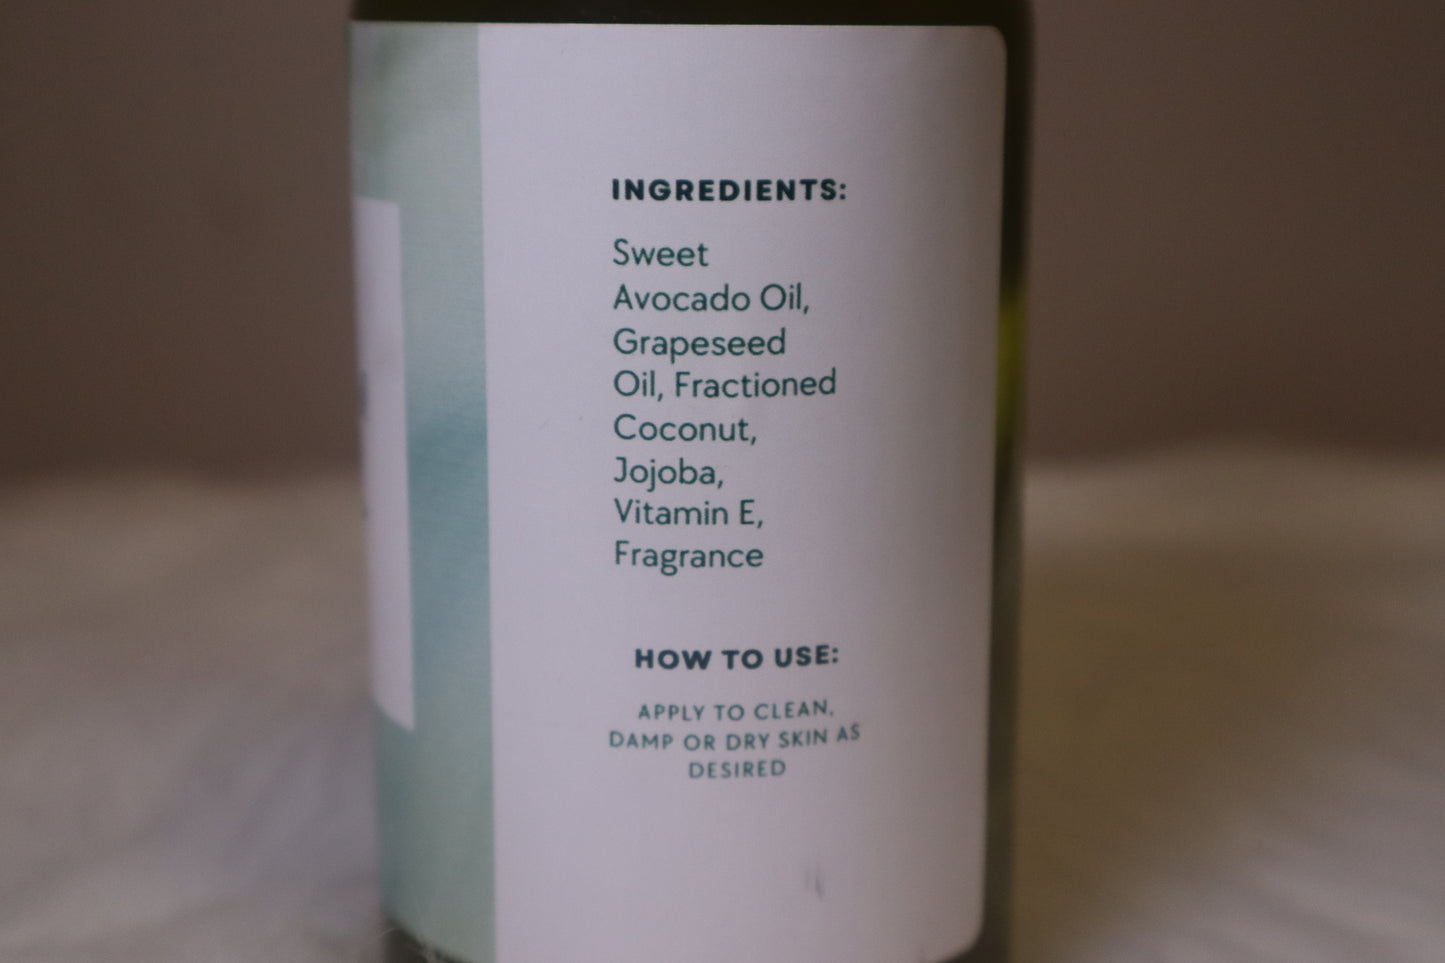 INGREDIENTS:
Sweet
Avocado Oil,
Grapeseed
Oil, Fractioned
Coconut,
Jojoba,
Vitamin E,
Fragrance
HOW TO USE:
APPLY TO CLEAN,
DAMP OR DRY SKIN AS
DESIRED